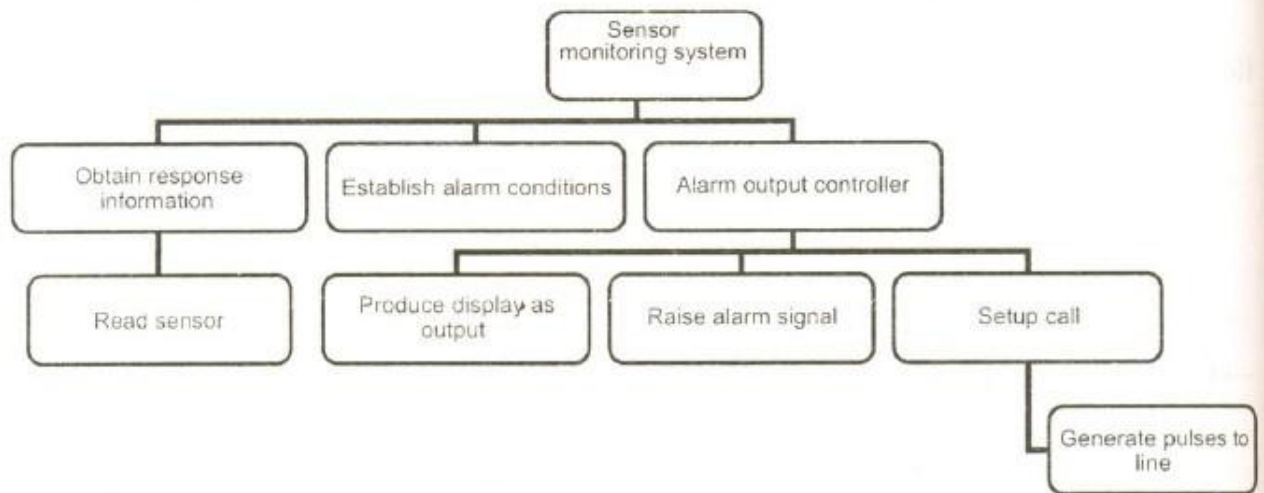 Sensor
monitoring system
Obtain response
information
Establish alarm conditions
Alarm output controller
Read sensor
Produce display as
output
Raise alarm signal
Setup call
Generate pulses to
line